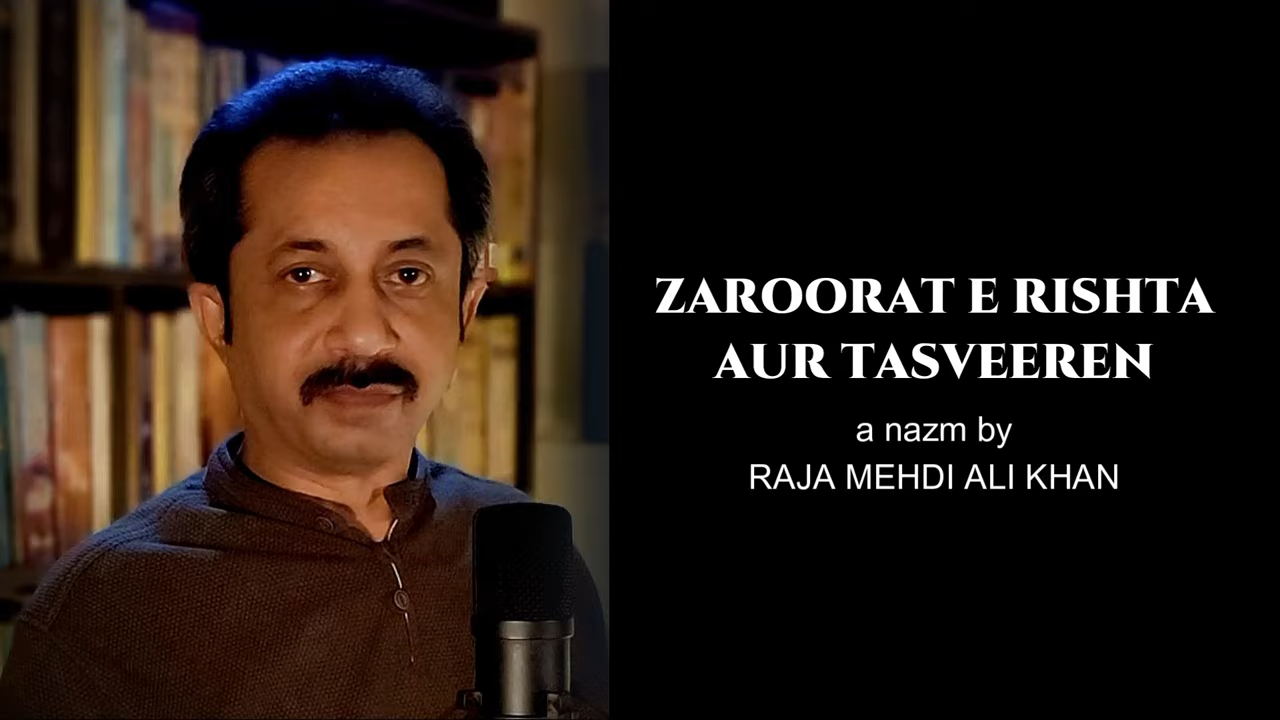 ZAROORAT E RISHTA
AUR TASVEEREN
a nazm by
RAJA MEHDI ALI KHAN